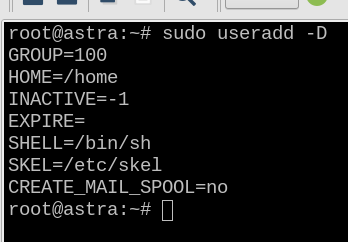 root@astra:~# sudo useradd -D
GROUP=100
HOME=/home
INACTIVE=-1
EXPIRE=
SHELL=/bin/sh
SKEL=/etc/skel
CREATE_MAIL_SPOOL=no
root@astra:~#